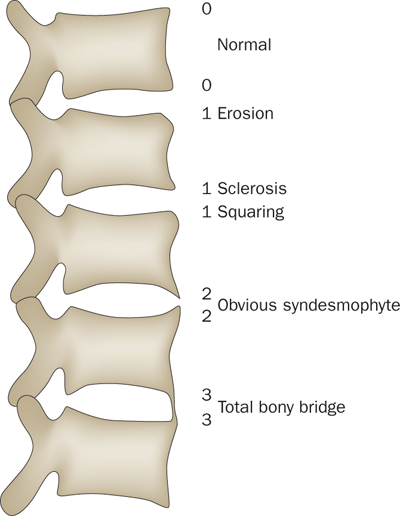 0
Normal
0
1 Erosion
1 Sclerosis
1 Squaring
2
Obvious syndesmophyte
2
3
Total bony bridge
3